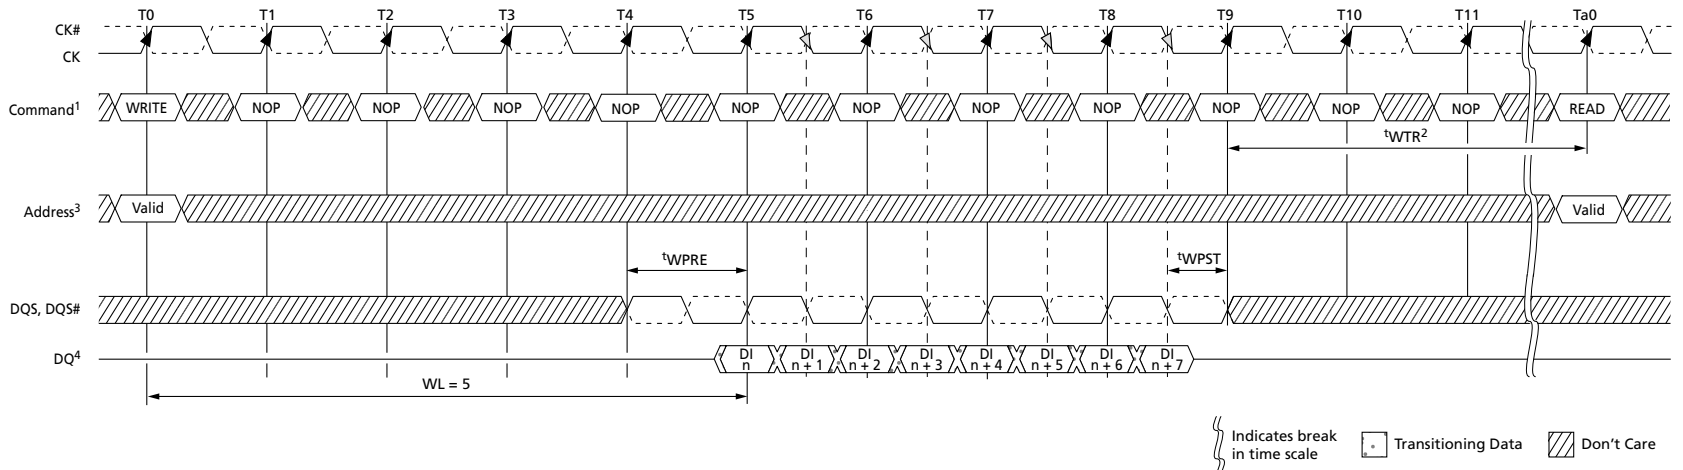 T0 T1 T2 T3 T4 T5 T6 T7 T8 T9 T10 T11 Ta0
CK#
CK
Command1 WRITE NOP NOP NOP NOP NOP NOP NOP NOP NOP NOP NOP READ
tWTR2
Address3 Valid Valid
tWPRE tWPST
DQS, DQS#
DQ4 DI n DI n + 1 DI n + 2 DI n + 3 DI n + 4 DI n + 5 DI n + 6 DI n + 7
WL = 5
Indicates break
in time scale
Transitioning Data
Don't Care